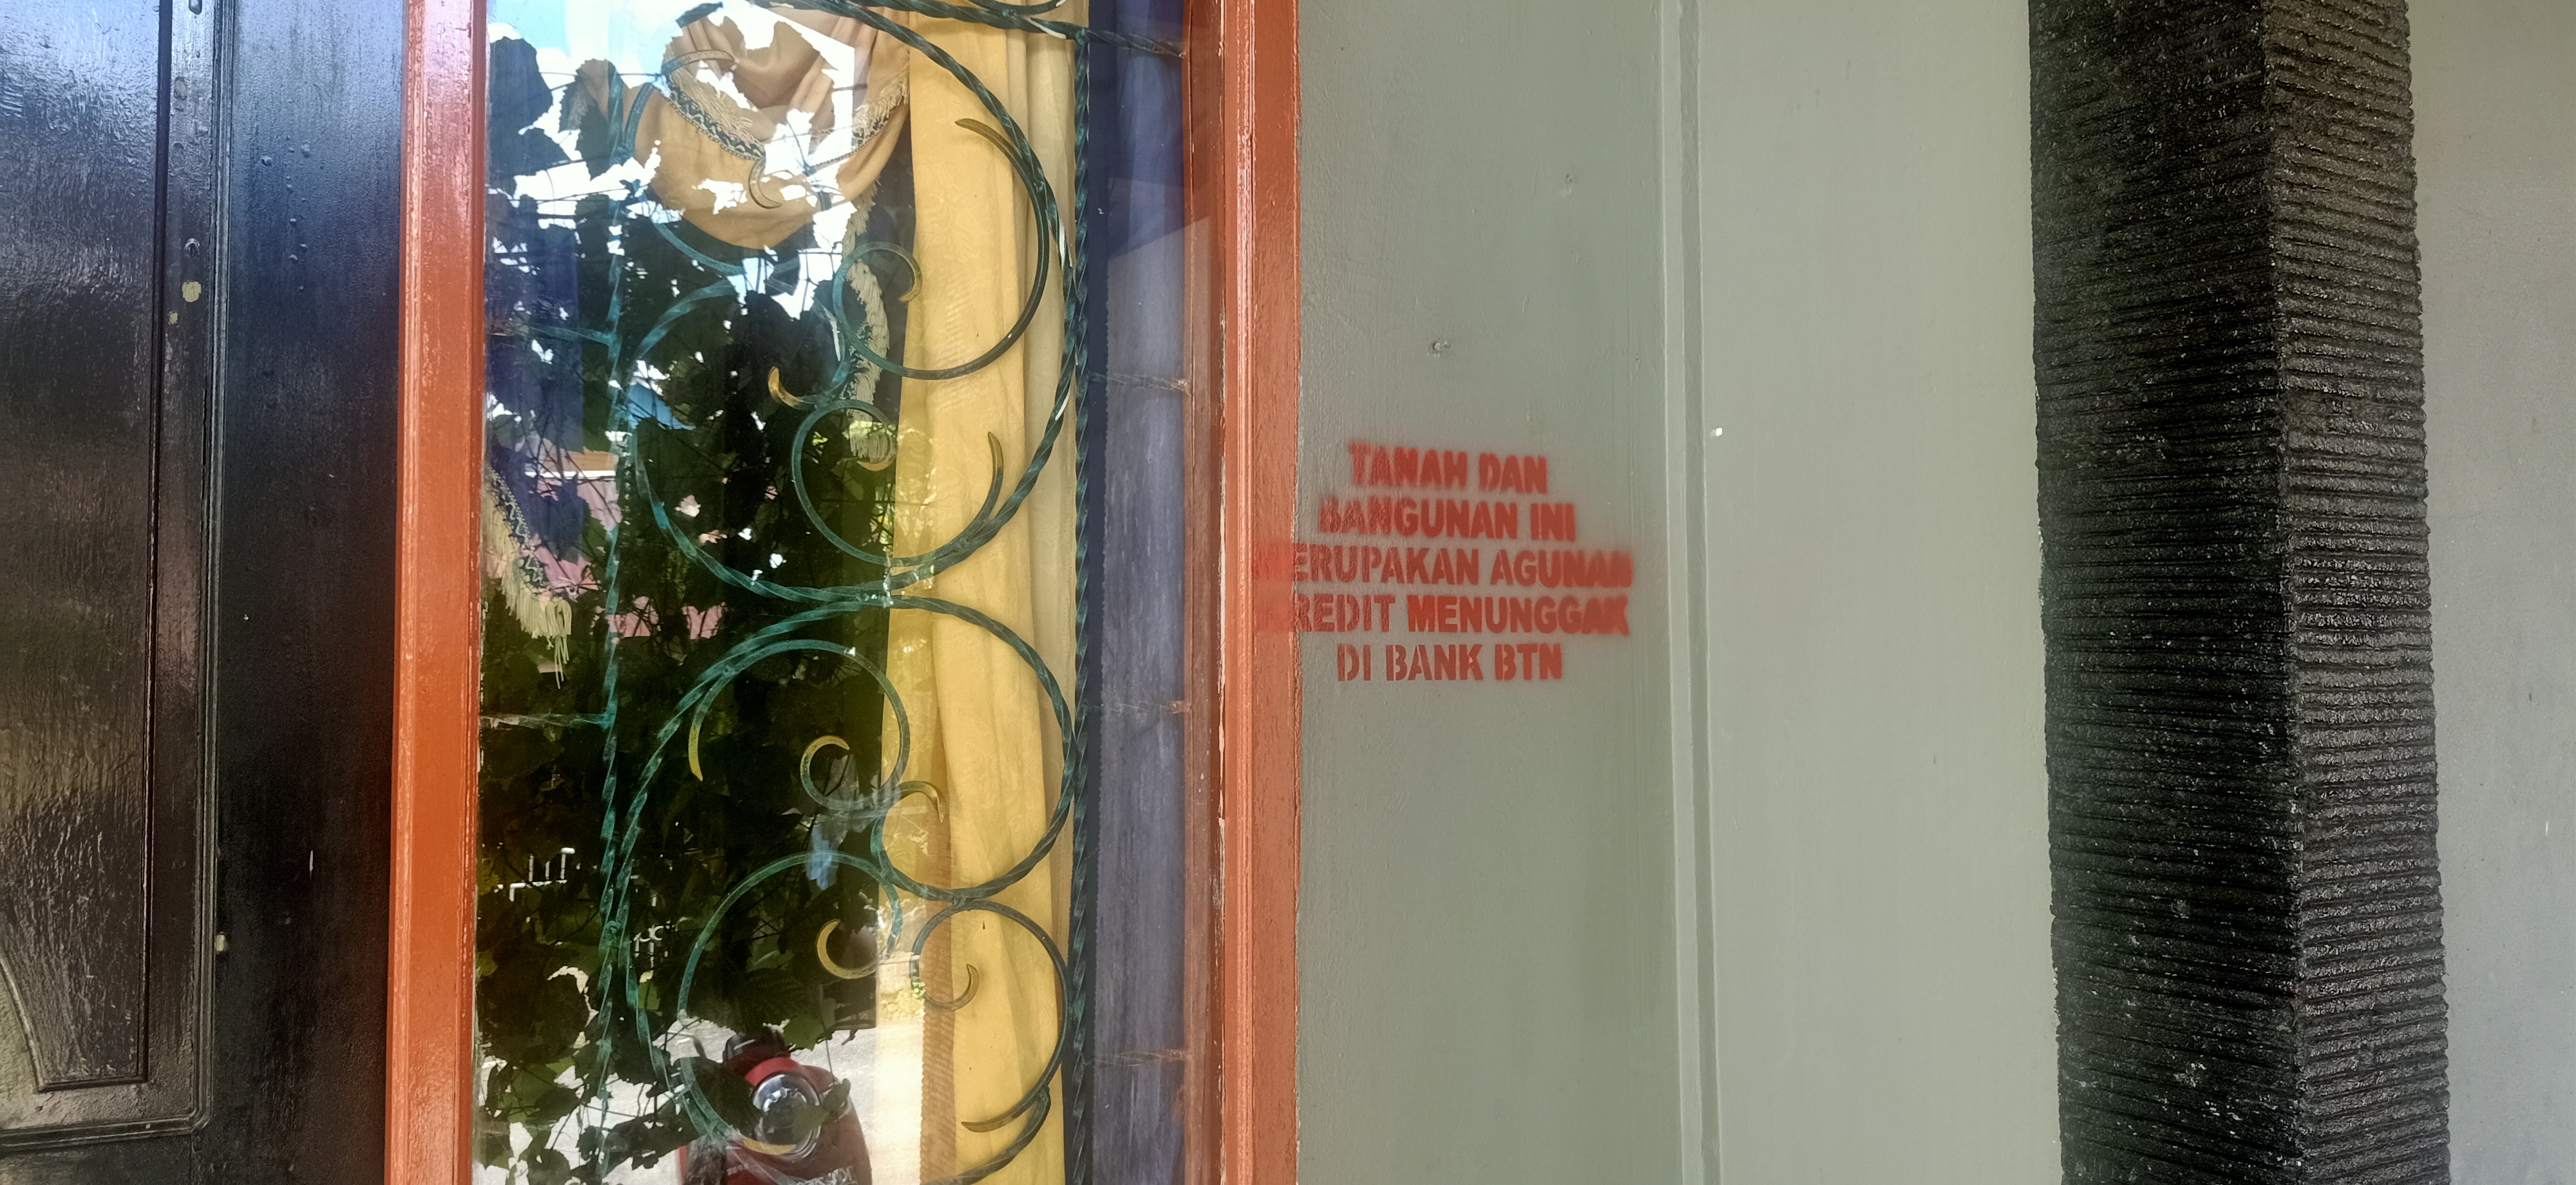 TANAH DAN
BANGUNAN INI
MERUPAKAN AGUNAN
KREDIT MENUNGGAK
DI BANK BTN